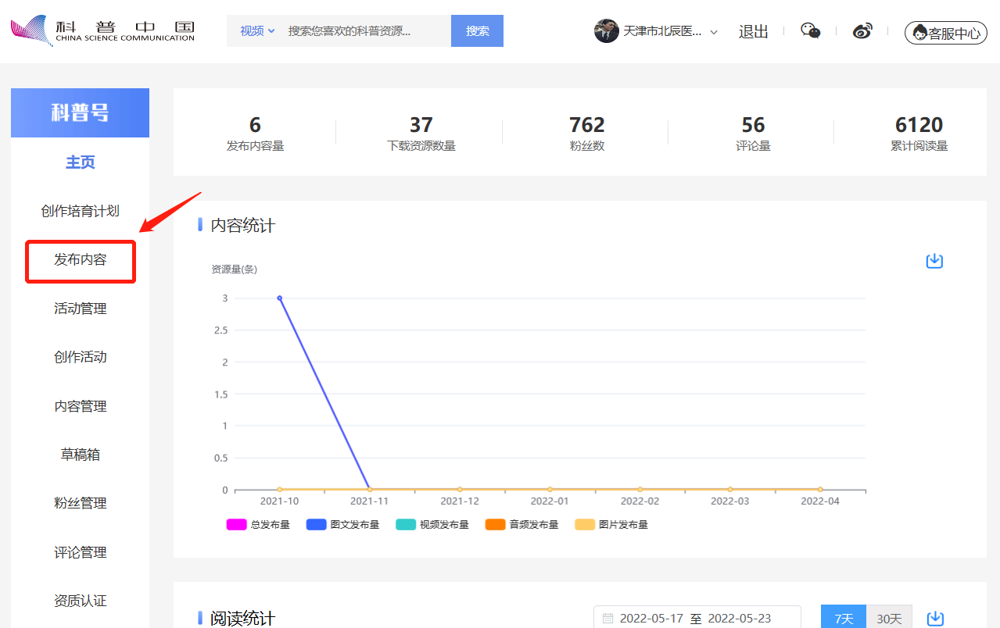 科普中国
CHINA SCIENCE COMMUNICATION
视频 搜索您喜欢的科普资源... 搜索
天津市北辰医... 退出 客服中心
科普号
主页
创作培育计划
发布内容
活动管理
创作活动
内容管理
草稿箱
粉丝管理
评论管理
资质认证
6 37 762 56 6120
发布内容量 下载资源数量 粉丝数 评论量 累计阅读量
内容统计
资源量(条)
3
2.5
2
1.5
1
0.5
0
2021-10 2021-11 2021-12 2022-01 2022-02 2022-03 2022-04
总发布量 图文发布量 视频发布量 音频发布量 图片发布量
阅读统计 2022-05-17 至 2022-05-23 7天 30天